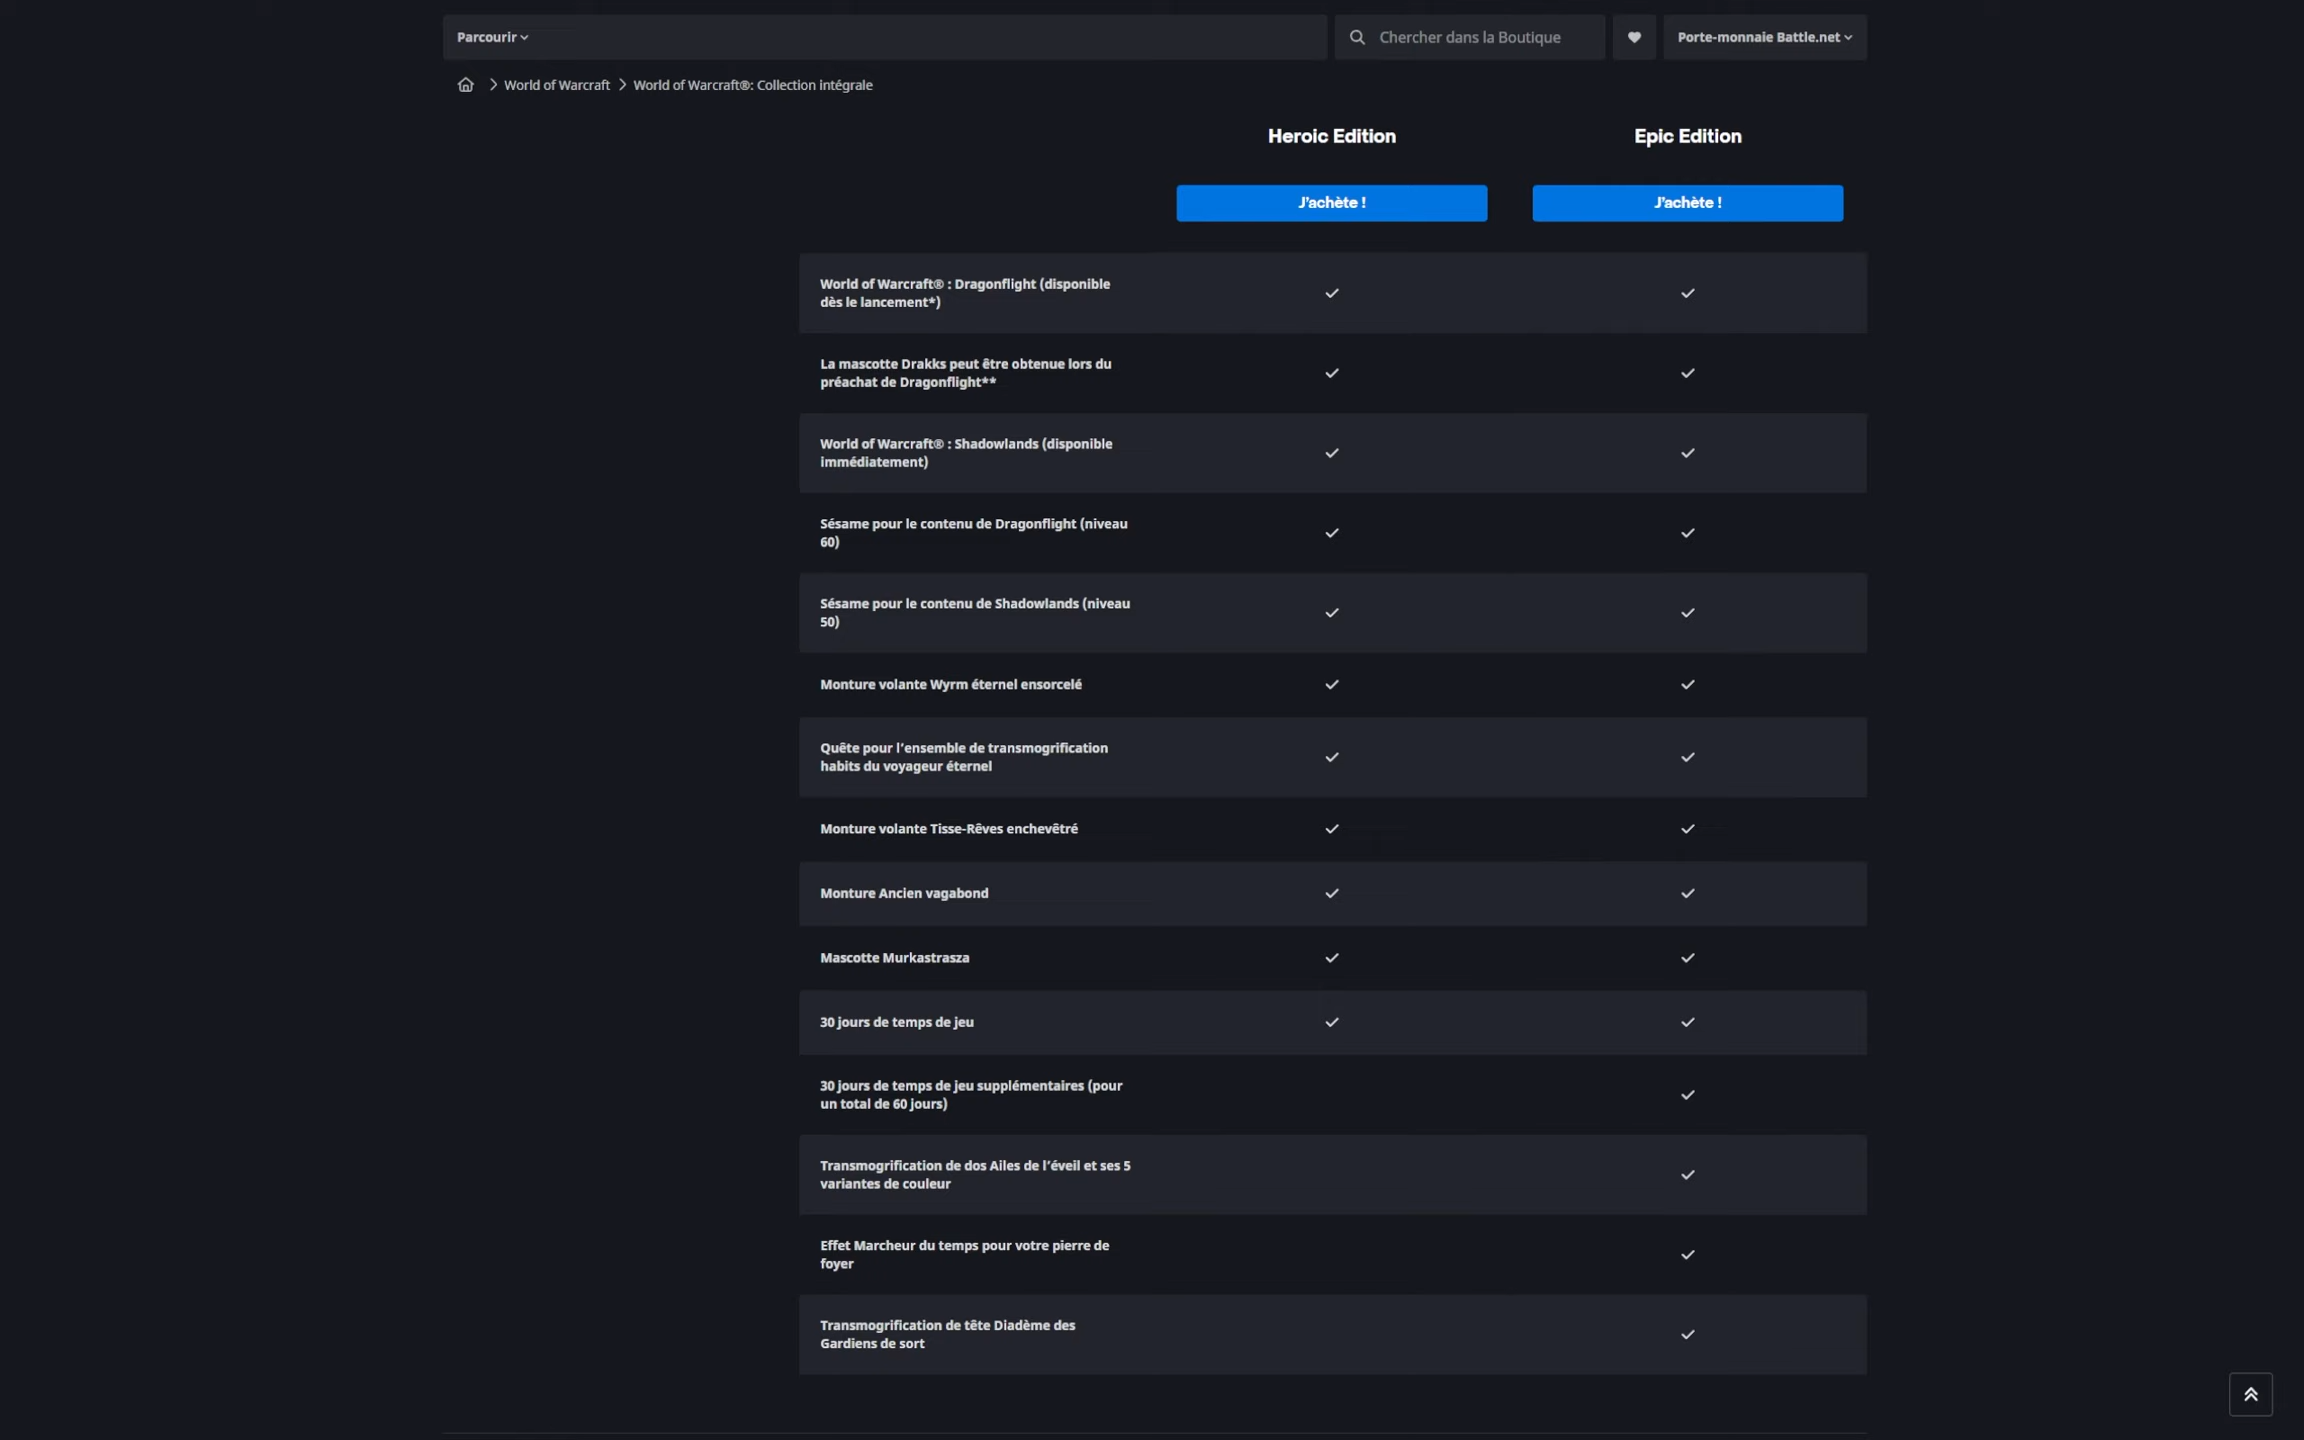 Parcourir
Chercher dans la Boutique
Porte-monnaie Battle.net
World of Warcraft
World of Warcraft®: Collection intégrale
Heroic Edition
Epic Edition
J'achète !
J'achète !
World of Warcraft® : Dragonflight (disponible
dès le lancement*)
La mascotte Drakks peut être obtenue lors du
préachat de Dragonflight**
World of Warcraft® : Shadowlands (disponible
immédiatement)
Sésame pour le contenu de Dragonflight (niveau
60)
Sésame pour le contenu de Shadowlands (niveau
50)
Monture volante Wyrm éternel ensorcelé
Quête pour l'ensemble de transmogrification
habits du voyageur éternel
Monture volante Tisse-Rêves enchevêtré
Monture Ancien vagabond
Mascotte Murkastrasza
30 jours de temps de jeu
30 jours de temps de jeu supplémentaires (pour
un total de 60 jours)
Transmogrification de dos Ailes de l'éveil et ses 5
variantes de couleur
Effet Marcheur du temps pour votre pierre de
foyer
Transmogrification de tête Diadème des
Gardiens de sort